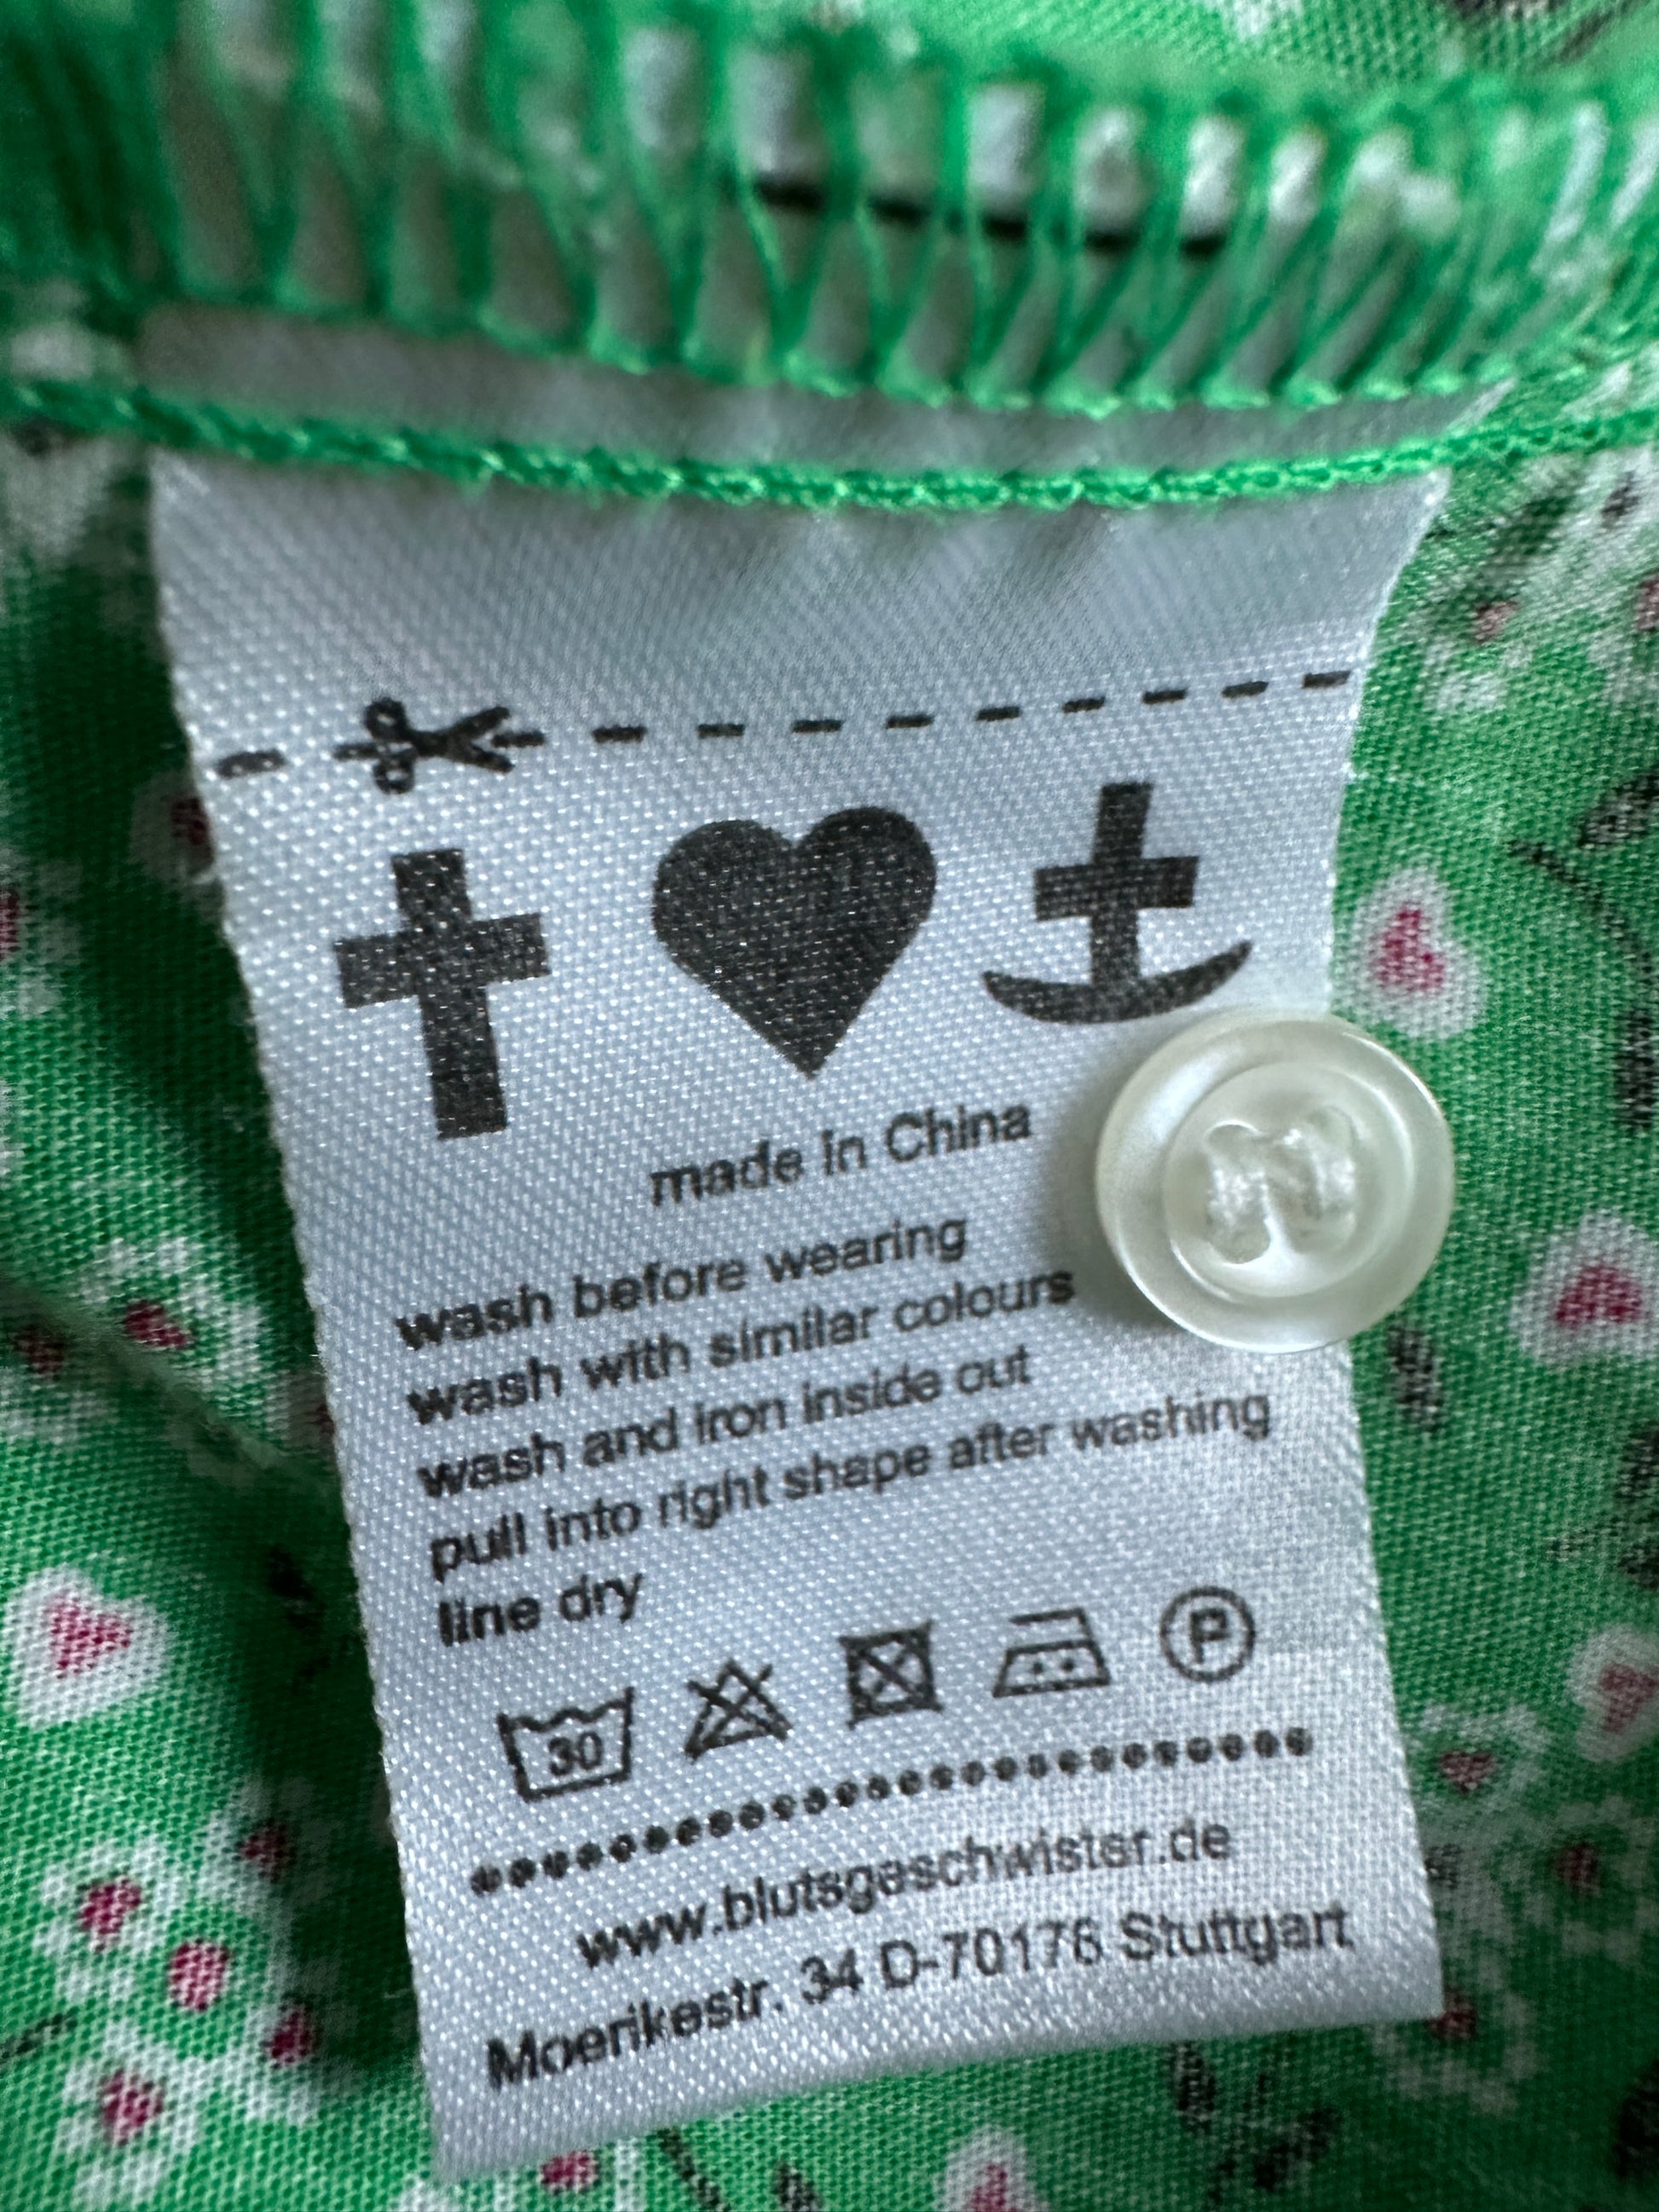 made in China
wash before wearing
wash with similar colours
wash and iron inside out
pull into right shape after washing
line dry
30
P
www.blutsgeschwister.de
Moerikestr. 34 D-70178 Stuttgart